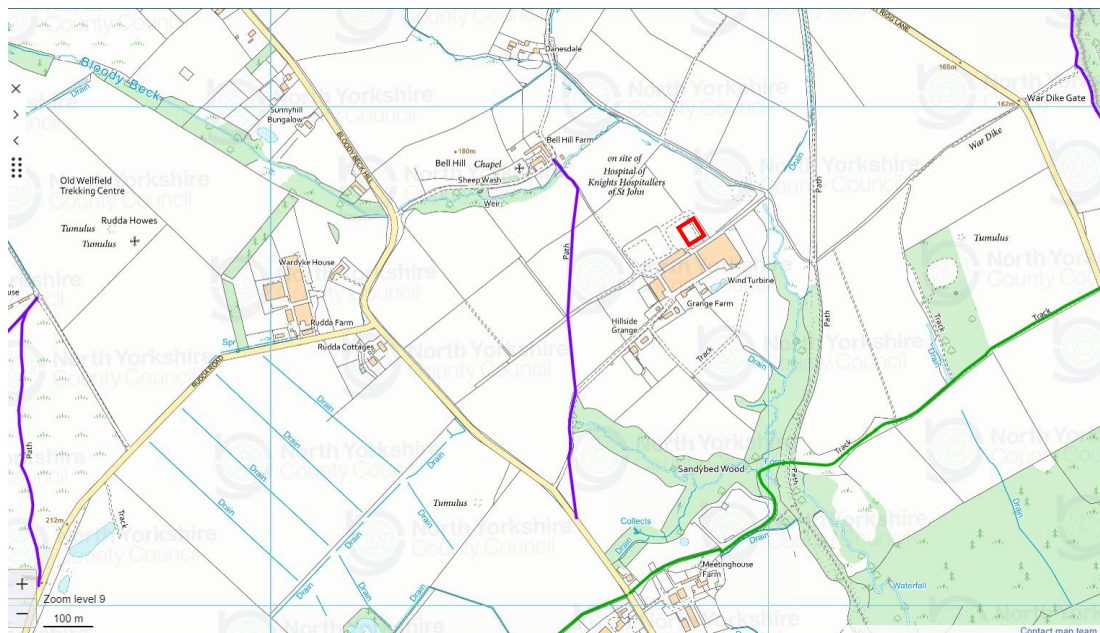 Bloody Beck
Drain
Sunnyhill
Bungalow
BLOODY BECK HILL
Danesdale
165m
162m
War Dike Gate
War Dike
Old Wellfield
Trekking Centre
Rudda Howes
Tumulus
Tumulus
180m
Bell Hill
Chapel
Sheep Wash
Weir
Bell Hill Farm
on site of
Hospital of
Knights Hospitallers
of St John
Drain
Path
Tumulus
Path
Wardyke House
Rudda Farm
Rudda Cottages
Spr
RUDDA ROAD
Wind Turbine
Grange Farm
Hillside
Grange
Track
Path
Track
Drain
Drain
Drain
Drain
Drain
Drain
Drain
Drain
Path
Track
212m
Tumulus
Sandybed Wood
Ford
Track
Path
Collects
Drain
Drain
Meetinghouse
Farm
Drain
Waterfall
North Yorkshire
County Council
Zoom level 9
100 m
Contact map team